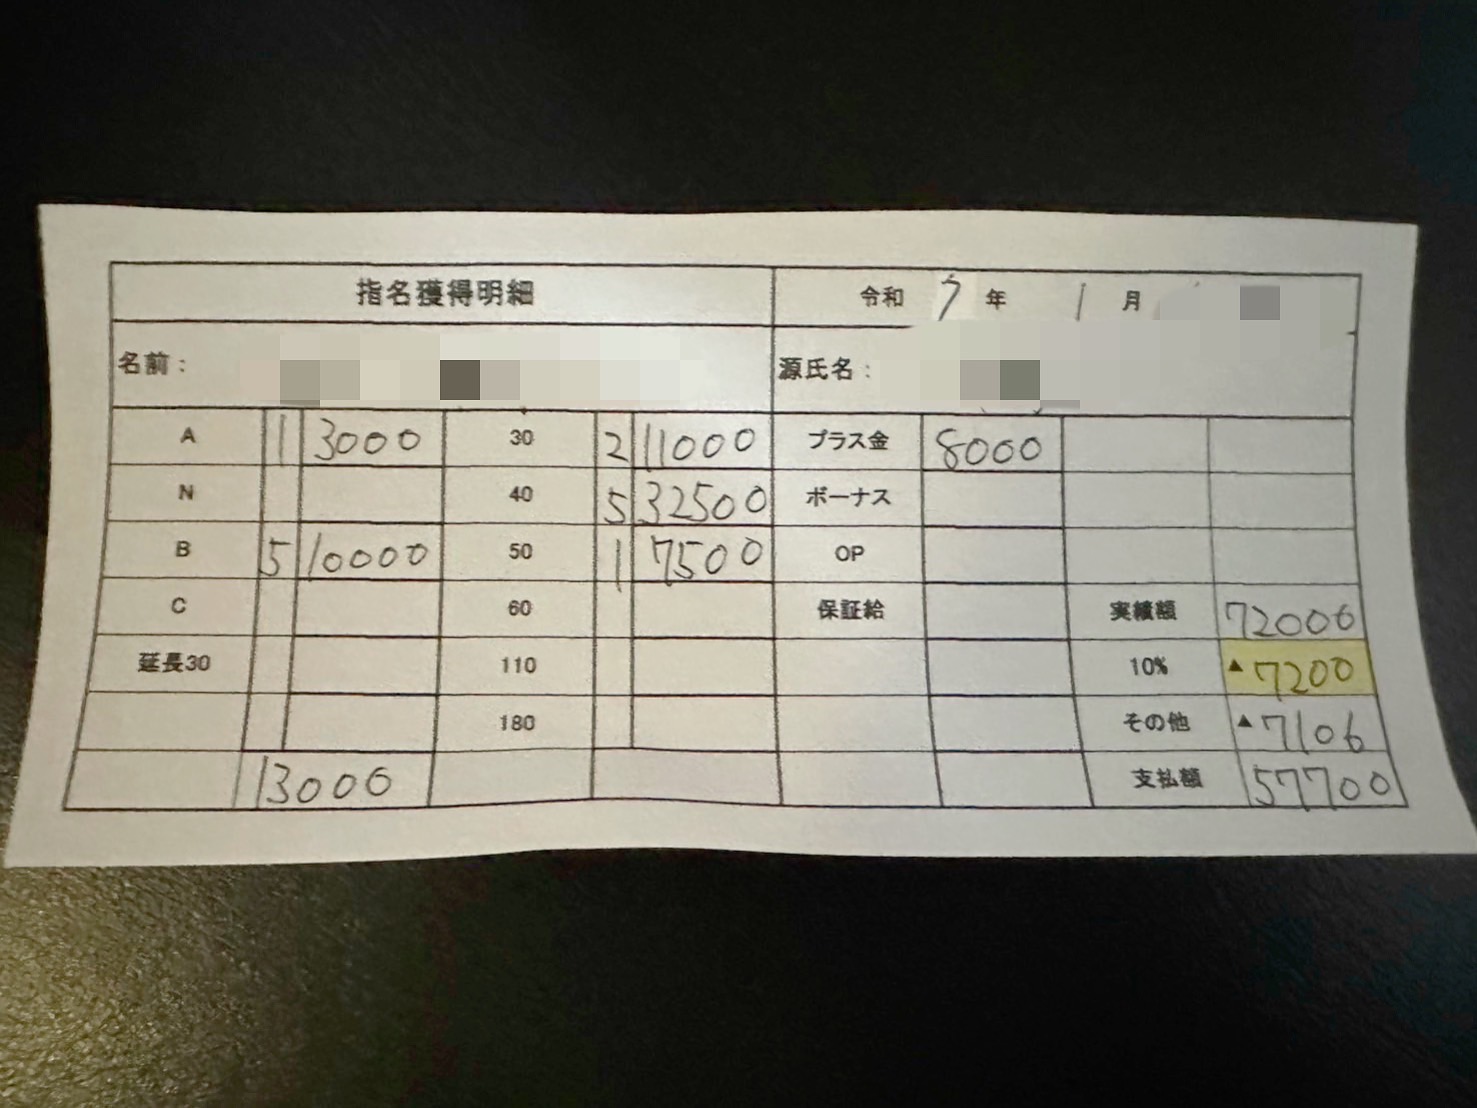 指名獲得明細 令和 7 年 1 月
名前： 源氏名：
A 1 3000 30 2 11000 プラス金 8000
N 40 5 32500 ボーナス
B 5 10000 50 1 7500 OP
C 60 保証給 実績額 72000
延長30 110 10% ▲7200
180 その他 ▲7106
13000 支払額 57700